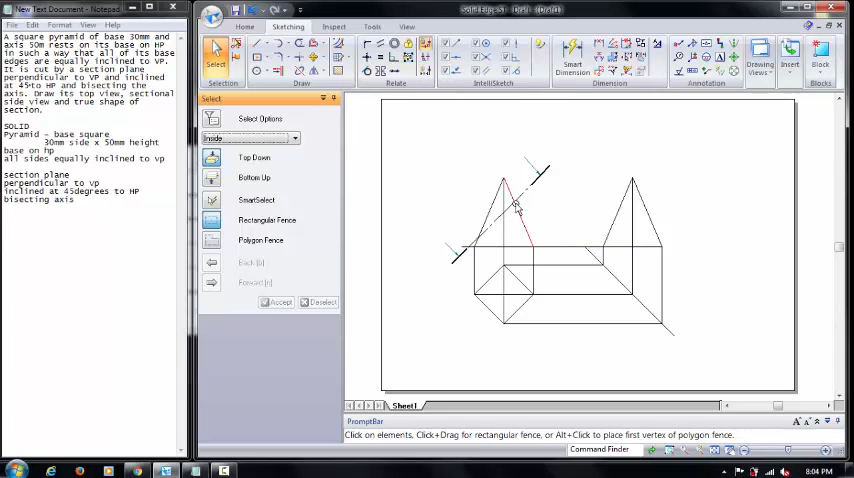 New Text Document - Notepad
File Edit Format View Help
A square pyramid of base 30mm and
axis 50m rests on its base on HP
in such a way that all of its base
edges are equally inclined to VP.
It is cut by a section plane
perpendicular to VP and inclined
at 45°to HP and bisecting the
axis. Draw its top view, sectional
side view and true shape of
section.
SOLID
Pyramid - base square
30mm side x 50mm height
base on hp
all sides equally inclined to vp
section plane
perpendicular to vp
inclined at 45degrees to HP
bisecting axis
Home Sketching Inspect Tools View
Select
Smart
Dimension
Drawing
Views
Insert
Block
Selection Draw Relate IntelliSketch Dimension Annotation Blocks
Select
Select Options
Inside
Top Down
Bottom Up
SmartSelect
Rectangular Fence
Polygon Fence
Back (b)
Forward (n)
Accept Deselect
Sheet1
PromptBar
Click on elements. Click+Drag for rectangular fence, or Alt+Click to place first vertex of polygon fence.
Command Finder
8:04 PM